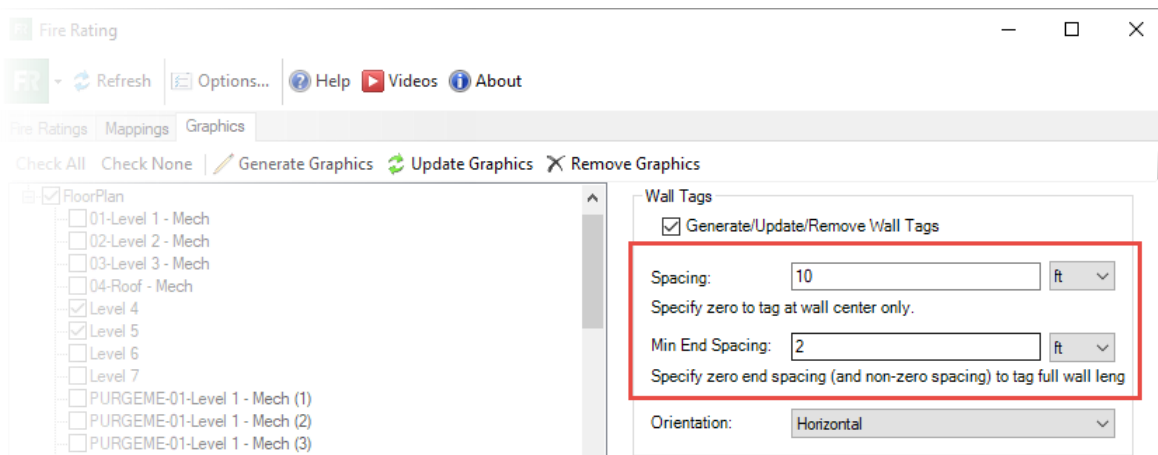 FR Fire Rating
FR Refresh Options... Help Videos About
Fire Ratings Mappings Graphics
Check All Check None Generate Graphics Update Graphics Remove Graphics
FloorPlan
01-Level 1 - Mech
02-Level 2 - Mech
03-Level 3 - Mech
04-Roof - Mech
Level 4
Level 5
Level 6
Level 7
PURGEME-01-Level 1 - Mech (1)
PURGEME-01-Level 1 - Mech (2)
PURGEME-01-Level 1 - Mech (3)
Wall Tags
Generate/Update/Remove Wall Tags
Spacing: 10 ft
Specify zero to tag at wall center only.
Min End Spacing: 2 ft
Specify zero end spacing (and non-zero spacing) to tag full wall leng
Orientation: Horizontal